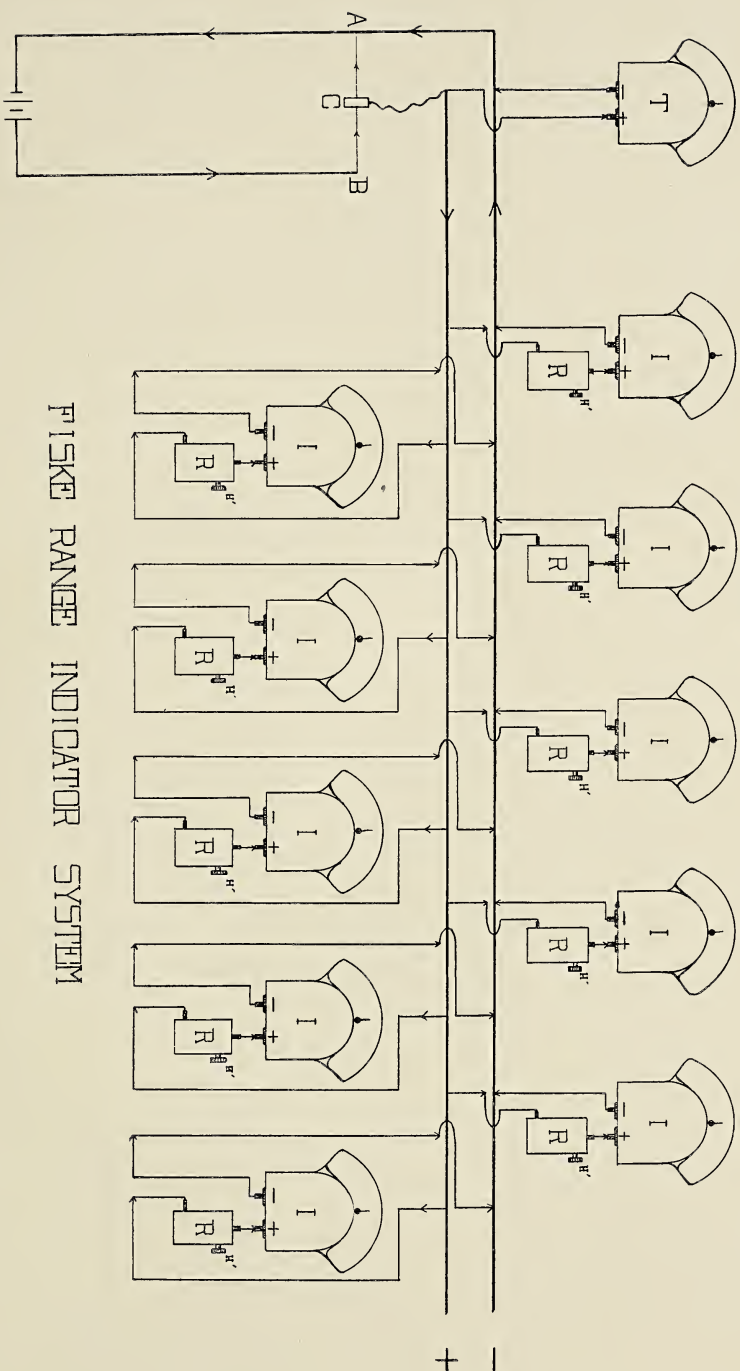 T I I I I I
− + − + − + − + − + − +
R H' R H' R H' R H' R H'
−
+
A B
C
I I I I I
− + − + − + − + − +
R H' R H' R H' R H' R H'
FISKE RANGE INDICATOR SYSTEM